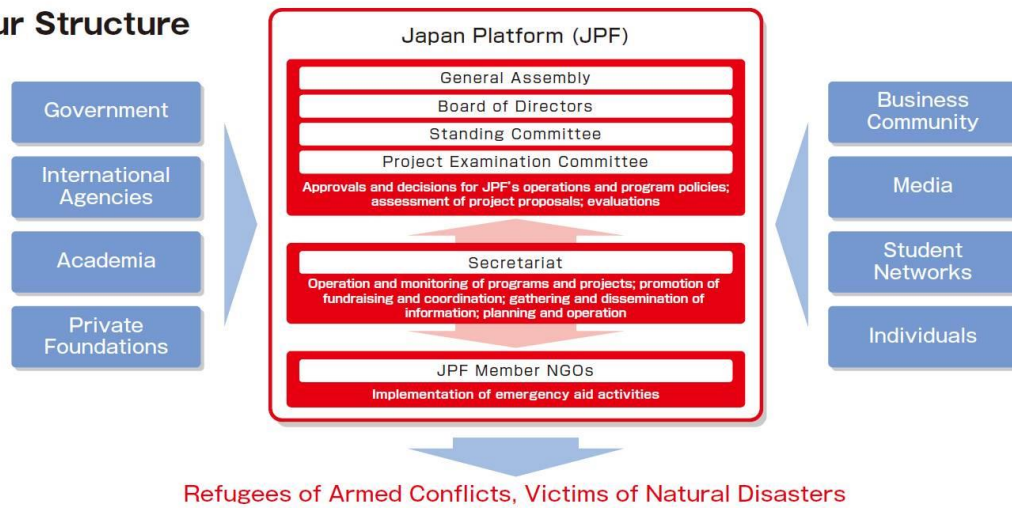 ur Structure
Government
International
Agencies
Academia
Private
Foundations
Japan Platform (JPF)
General Assembly
Board of Directors
Standing Committee
Project Examination Committee
Approvals and decisions for JPF's operations and program policies;
assessment of project proposals; evaluations
Secretariat
Operation and monitoring of programs and projects; promotion of
fundraising and coordination; gathering and dissemination of
information; planning and operation
JPF Member NGOs
Implementation of emergency aid activities
Business
Community
Media
Student
Networks
Individuals
Refugees of Armed Conflicts, Victims of Natural Disasters